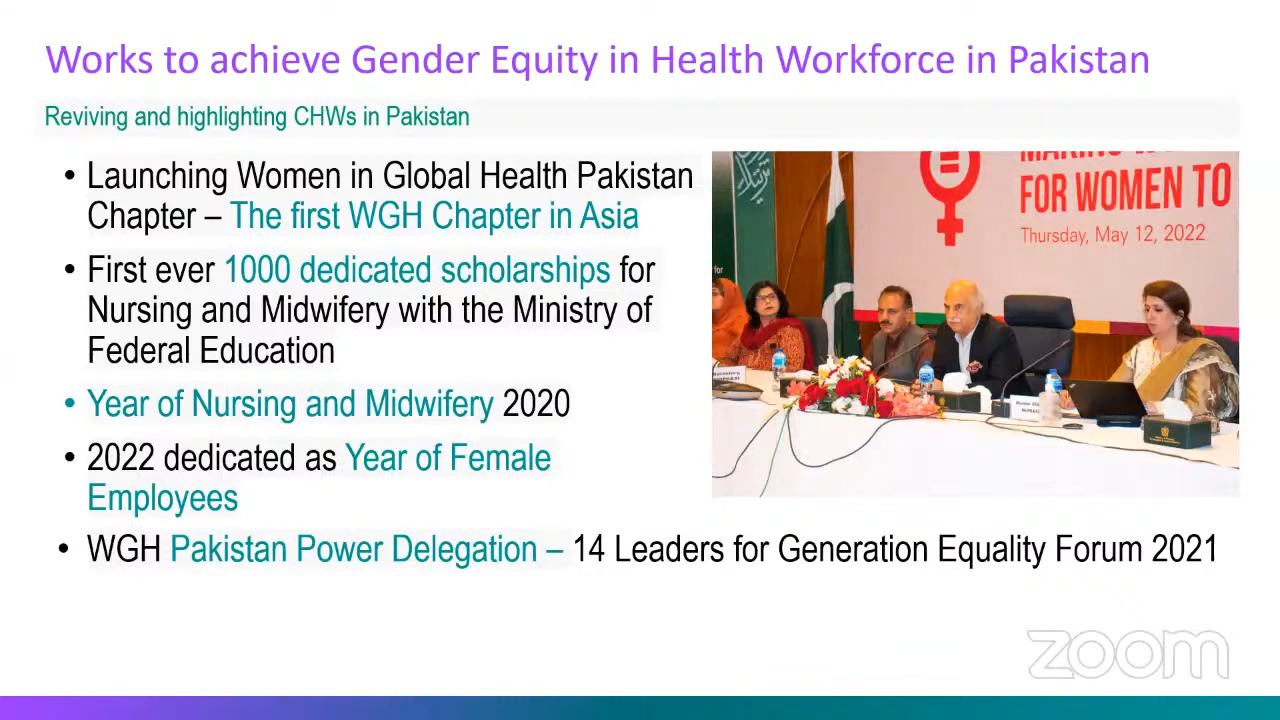 Works to achieve Gender Equity in Health Workforce in Pakistan
Reviving and highlighting CHWs in Pakistan
• Launching Women in Global Health Pakistan
Chapter – The first WGH Chapter in Asia
• First ever 1000 dedicated scholarships for
Nursing and Midwifery with the Ministry of
Federal Education
• Year of Nursing and Midwifery 2020
• 2022 dedicated as Year of Female
Employees
• WGH Pakistan Power Delegation – 14 Leaders for Generation Equality Forum 2021
FOR WOMEN TO
Thursday, May 12, 2022
zoom